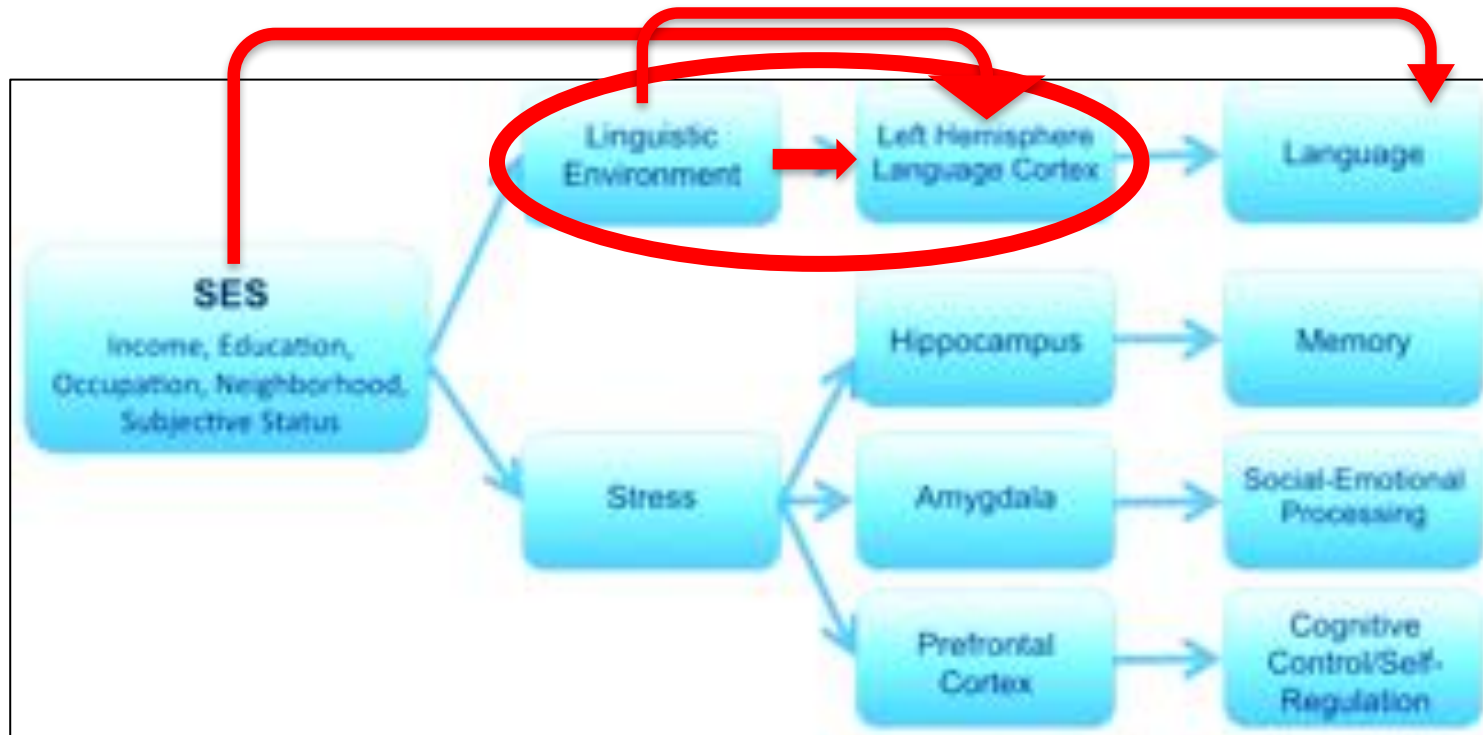 Linguistic
Environment
Left Hemisphere
Language Cortex
Language
SES
Income, Education,
Occupation, Neighborhood,
Subjective Status
Hippocampus
Memory
Stress
Amygdala
Social-Emotional
Processing
Prefrontal
Cortex
Cognitive
Control/Self-
Regulation